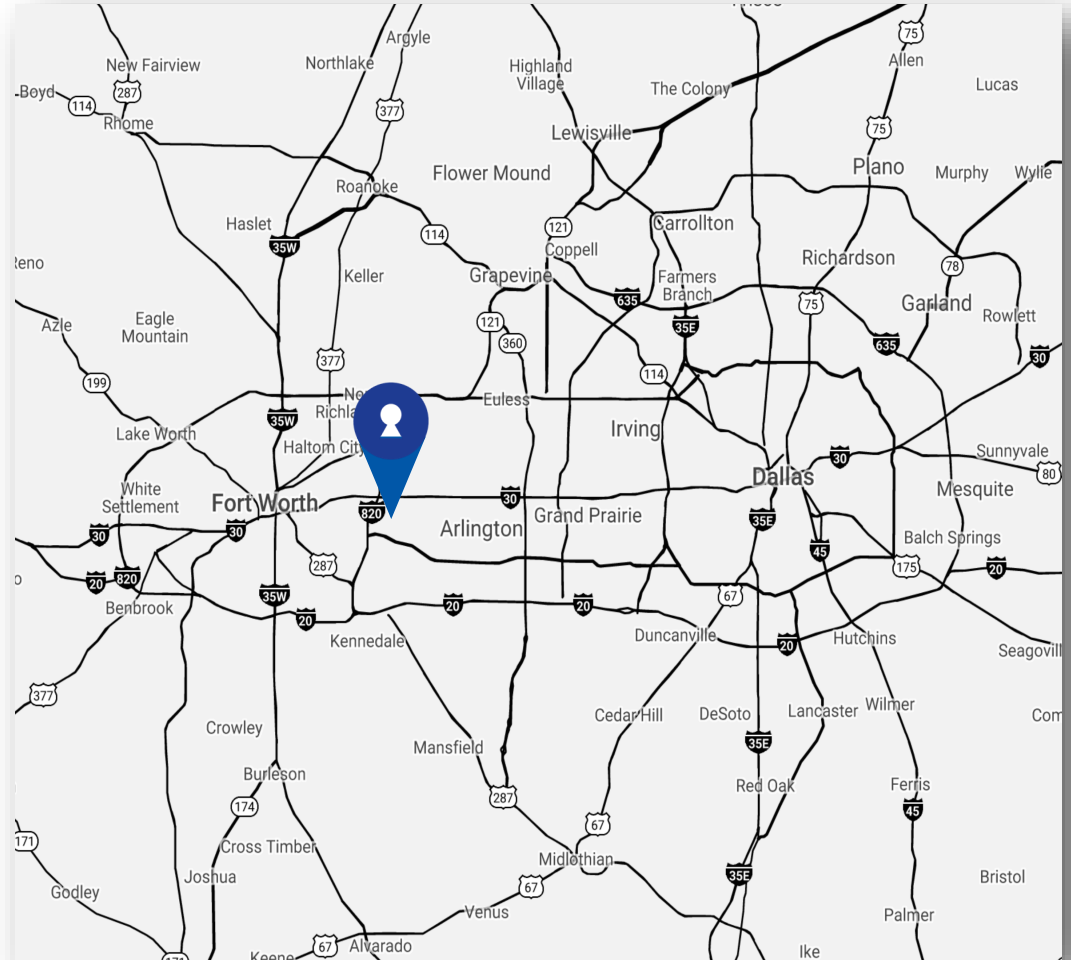 Argyle
75
New Fairview
Northlake
Highland
Village
Allen
The Colony
Lucas
Boyd
287
114
377
Rhome
Lewisville
75
Plano
Murphy
Wylie
Flower Mound
Roanoke
Haslet
35W
114
121
Carrollton
Coppell
Richardson
78
Keller
Grapevine
Farmers
Branch
635
75
Garland
Rowlett
Azle
Eagle
Mountain
121
360
35E
635
30
377
199
114
Euless
35W
Lake Worth
Haltom City
Irving
30
Sunnyvale
80
Dallas
Mesquite
White
Settlement
Fort Worth
820
30
Arlington
Grand Prairie
35E
45
Balch Springs
30
30
287
175
20
20
820
Benbrook
35W
20
20
20
67
Kennedale
Duncanville
20
Hutchins
377
Crowley
Cedar Hill
DeSoto
Lancaster
Wilmer
Mansfield
35E
Burleson
174
287
Red Oak
Ferris
45
67
171
Cross Timber
Midlothian
35E
Joshua
Godley
67
Bristol
Venus
Palmer
67
Alvarado
Ike